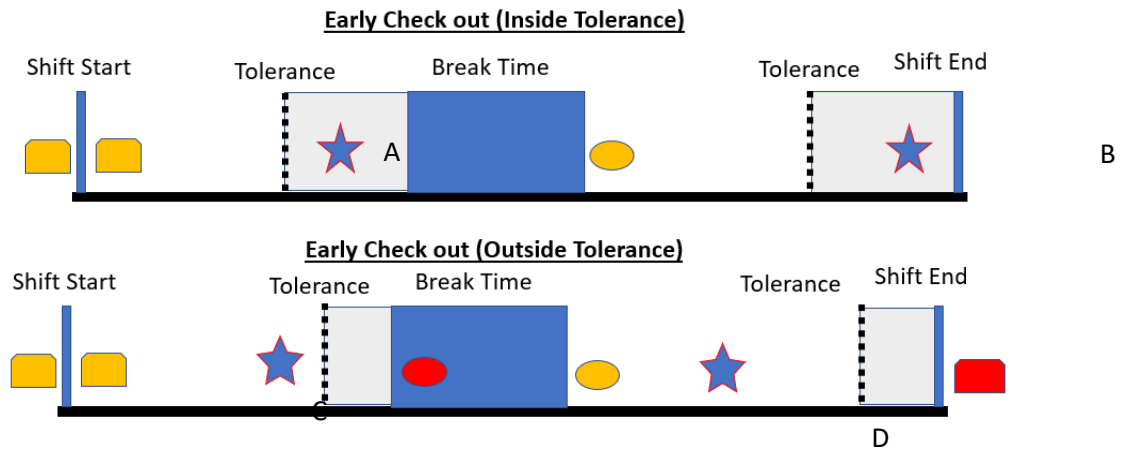 Early Check out (Inside Tolerance)
Shift Start
Tolerance
Break Time
Tolerance
Shift End
A
B
Early Check out (Outside Tolerance)
Shift Start
Tolerance
Break Time
Tolerance
Shift End
C
D